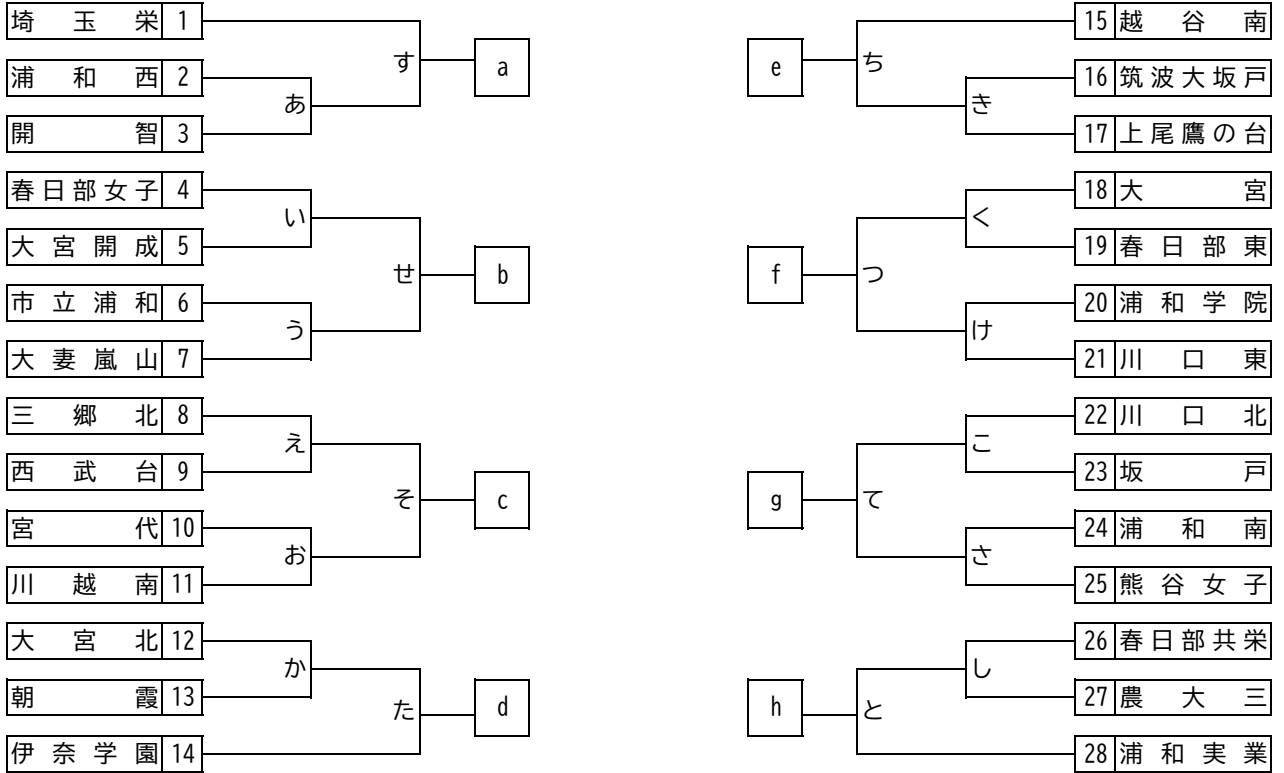 埼玉栄 1
す a
浦和西 2
あ
開智 3
春日部女子 4
い
大宮開成 5
せ b
市立浦和 6
う
大妻嵐山 7
三郷北 8
え
西武台 9
そ c
宮代 10
お
川越南 11
大宮北 12
か
朝霞 13
た d
伊奈学園 14
15 越谷南
e ち
16 筑波大坂戸
き
17 上尾鷹の台
18 大宮
く
19 春日部東
f つ
20 浦和学院
け
21 川口東
22 川口北
こ
23 坂戸
g て
24 浦和南
さ
25 熊谷女子
26 春日部共栄
し
27 農大三
h と
28 浦和実業